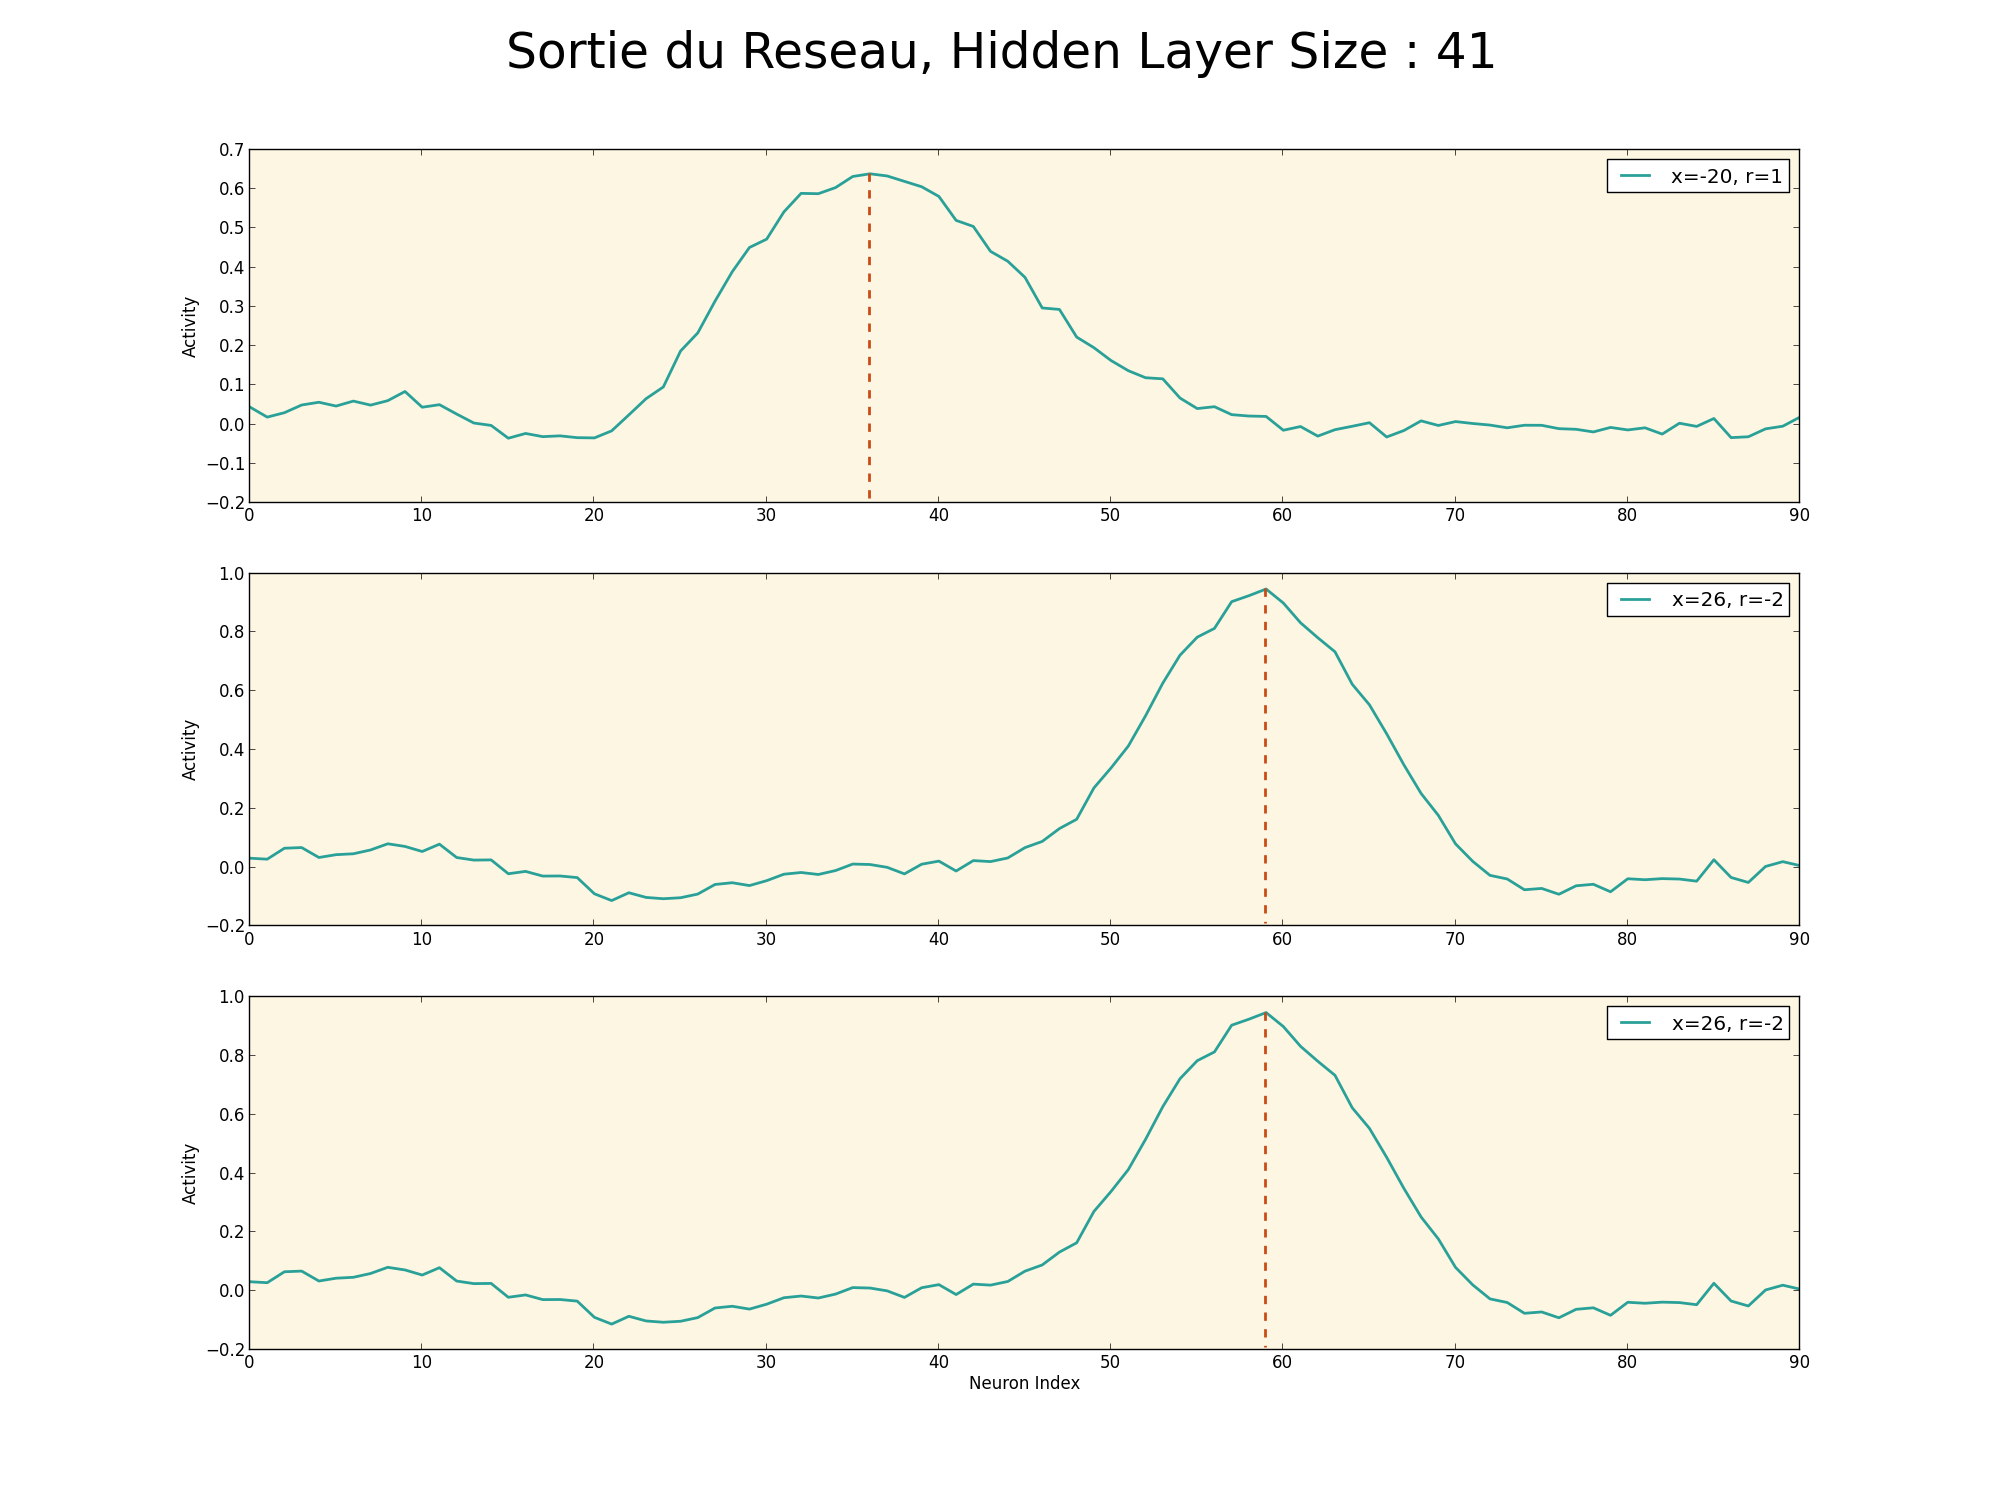 Sortie du Reseau, Hidden Layer Size : 41
0.7
0.6
0.5
0.4
0.3
0.2
0.1
0.0
−0.1
−0.2
Activity
x=-20, r=1
0 10 20 30 40 50 60 70 80 90
1.0
0.8
0.6
0.4
0.2
0.0
−0.2
Activity
x=26, r=-2
0 10 20 30 40 50 60 70 80 90
1.0
0.8
0.6
0.4
0.2
0.0
−0.2
Activity
x=26, r=-2
0 10 20 30 40 50 60 70 80 90
Neuron Index